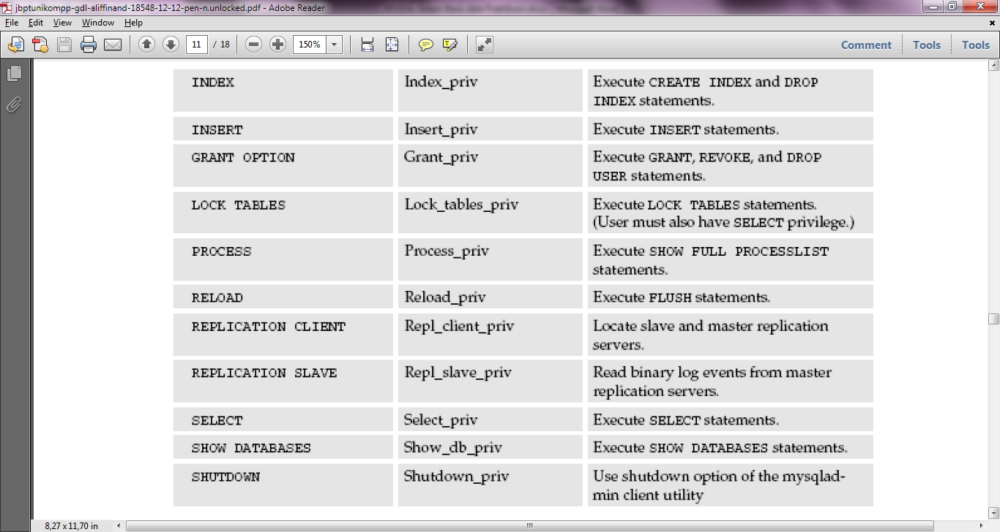 jbptunikompp-gdl-aliffinand-18548-12-12-pen-n.unlocked.pdf - Adobe Reader
File Edit View Window Help
11 / 18 150% Comment Tools Tools
INDEX Index_priv Execute CREATE INDEX and DROP
INDEX statements.
INSERT Insert_priv Execute INSERT statements.
GRANT OPTION Grant_priv Execute GRANT, REVOKE, and DROP
USER statements.
LOCK TABLES Lock_tables_priv Execute LOCK TABLES statements.
(User must also have SELECT privilege.)
PROCESS Process_priv Execute SHOW FULL PROCESSLIST
statements.
RELOAD Reload_priv Execute FLUSH statements.
REPLICATION CLIENT Repl_client_priv Locate slave and master replication
servers.
REPLICATION SLAVE Repl_slave_priv Read binary log events from master
replication servers.
SELECT Select_priv Execute SELECT statements.
SHOW DATABASES Show_db_priv Execute SHOW DATABASES statements.
SHUTDOWN Shutdown_priv Use shutdown option of the mysqlad-
min client utility
8,27 x 11,70 in